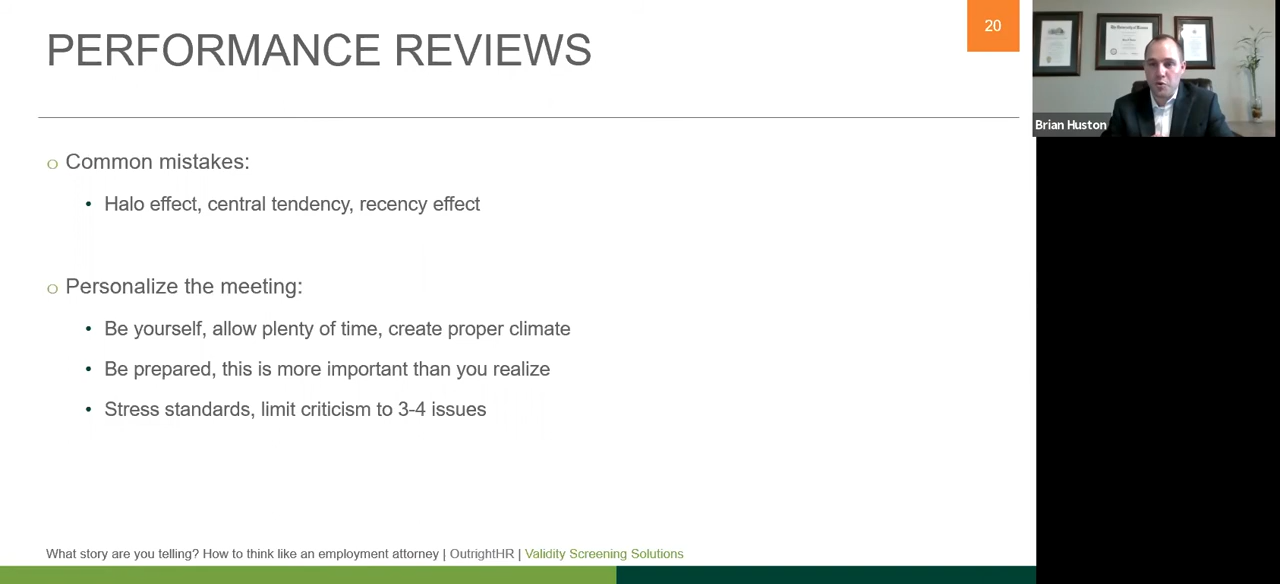 PERFORMANCE REVIEWS
20
Common mistakes:
Halo effect, central tendency, recency effect
Personalize the meeting:
Be yourself, allow plenty of time, create proper climate
Be prepared, this is more important than you realize
Stress standards, limit criticism to 3-4 issues
What story are you telling? How to think like an employment attorney | OutrightHR | Validity Screening Solutions
Brian Huston